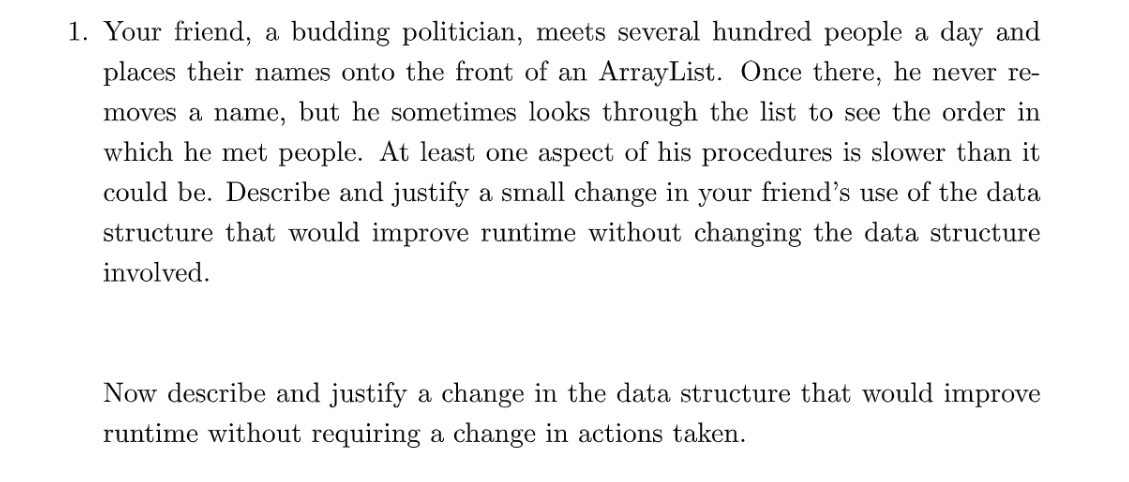 1. Your friend, a budding politician, meets several hundred people a day and
places their names onto the front of an ArrayList. Once there, he never re-
moves a name, but he sometimes looks through the list to see the order in
which he met people. At least one aspect of his procedures is slower than it
could be. Describe and justify a small change in your friend's use of the data
structure that would improve runtime without changing the data structure
involved.
Now describe and justify a change in the data structure that would improve
runtime without requiring a change in actions taken.